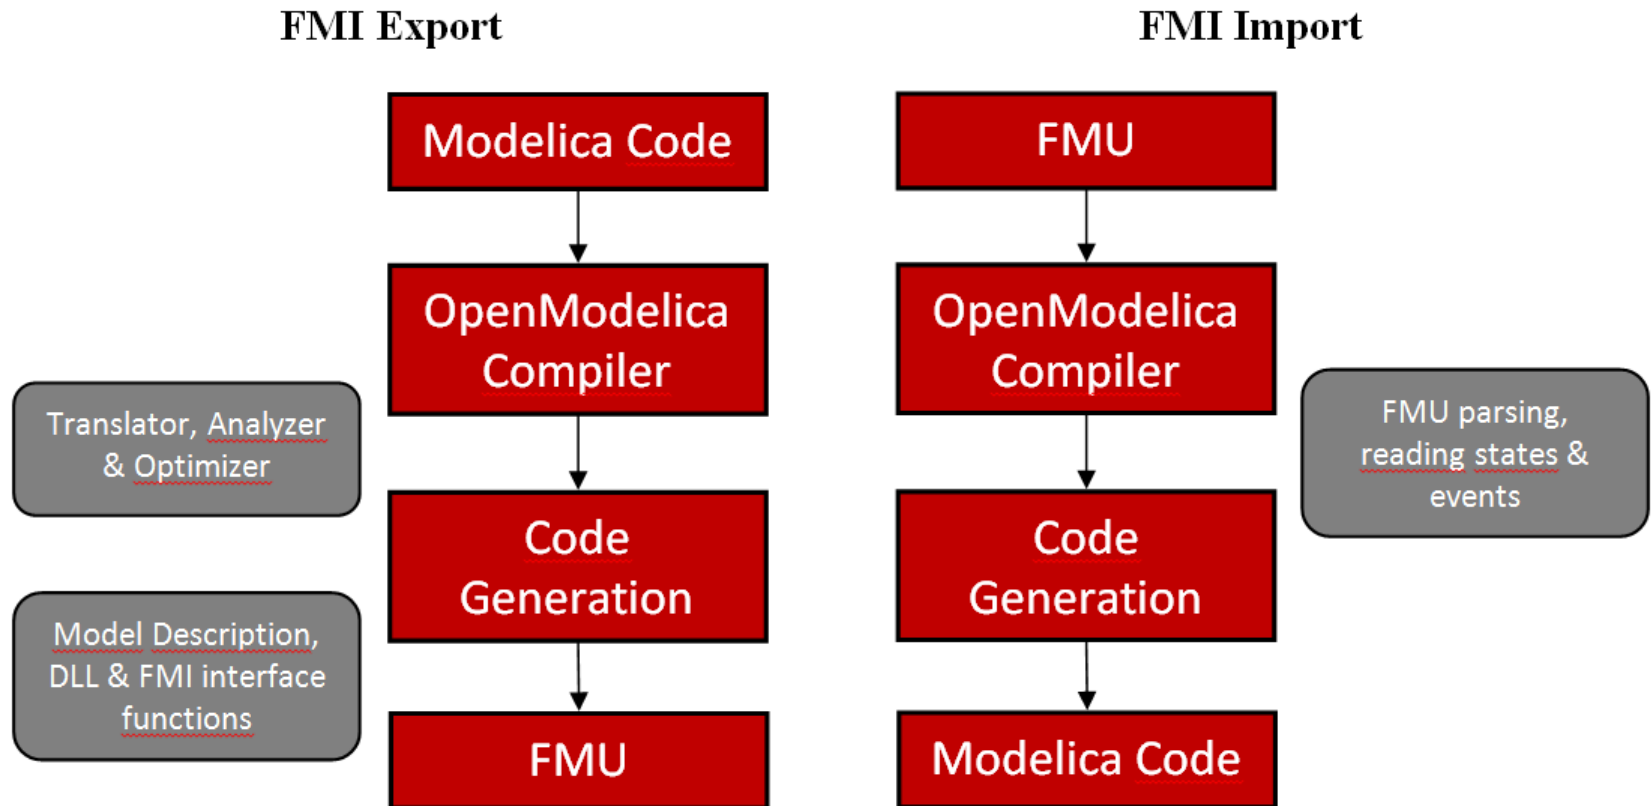 FMI Export
Modelica Code
OpenModelica
Compiler
Translator, Analyzer
& Optimizer
Code
Generation
Model Description,
DLL & FMI interface
functions
FMU
FMI Import
FMU
OpenModelica
Compiler
FMU parsing,
reading states &
events
Code
Generation
Modelica Code